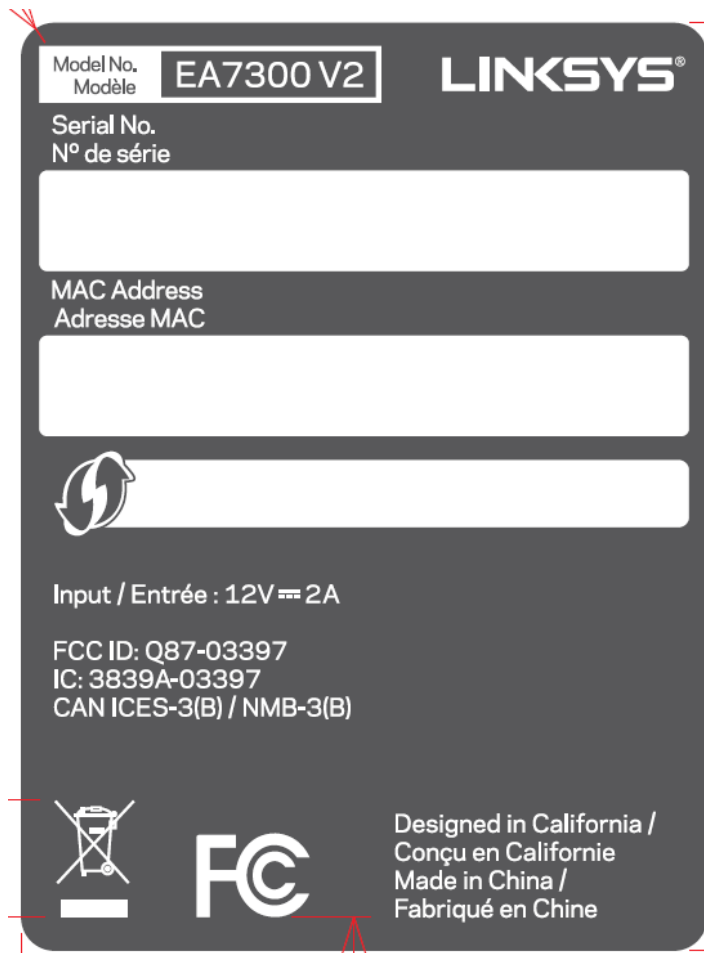 Model No.
Modèle
EA7300 V2
LINKSYS®
Serial No.
Nº de série
MAC Address
Adresse MAC
Input / Entrée : 12V ⎓ 2A
FCC ID: Q87-03397
IC: 3839A-03397
CAN ICES-3(B) / NMB-3(B)
FC
Designed in California /
Conçu en Californie
Made in China /
Fabriqué en Chine